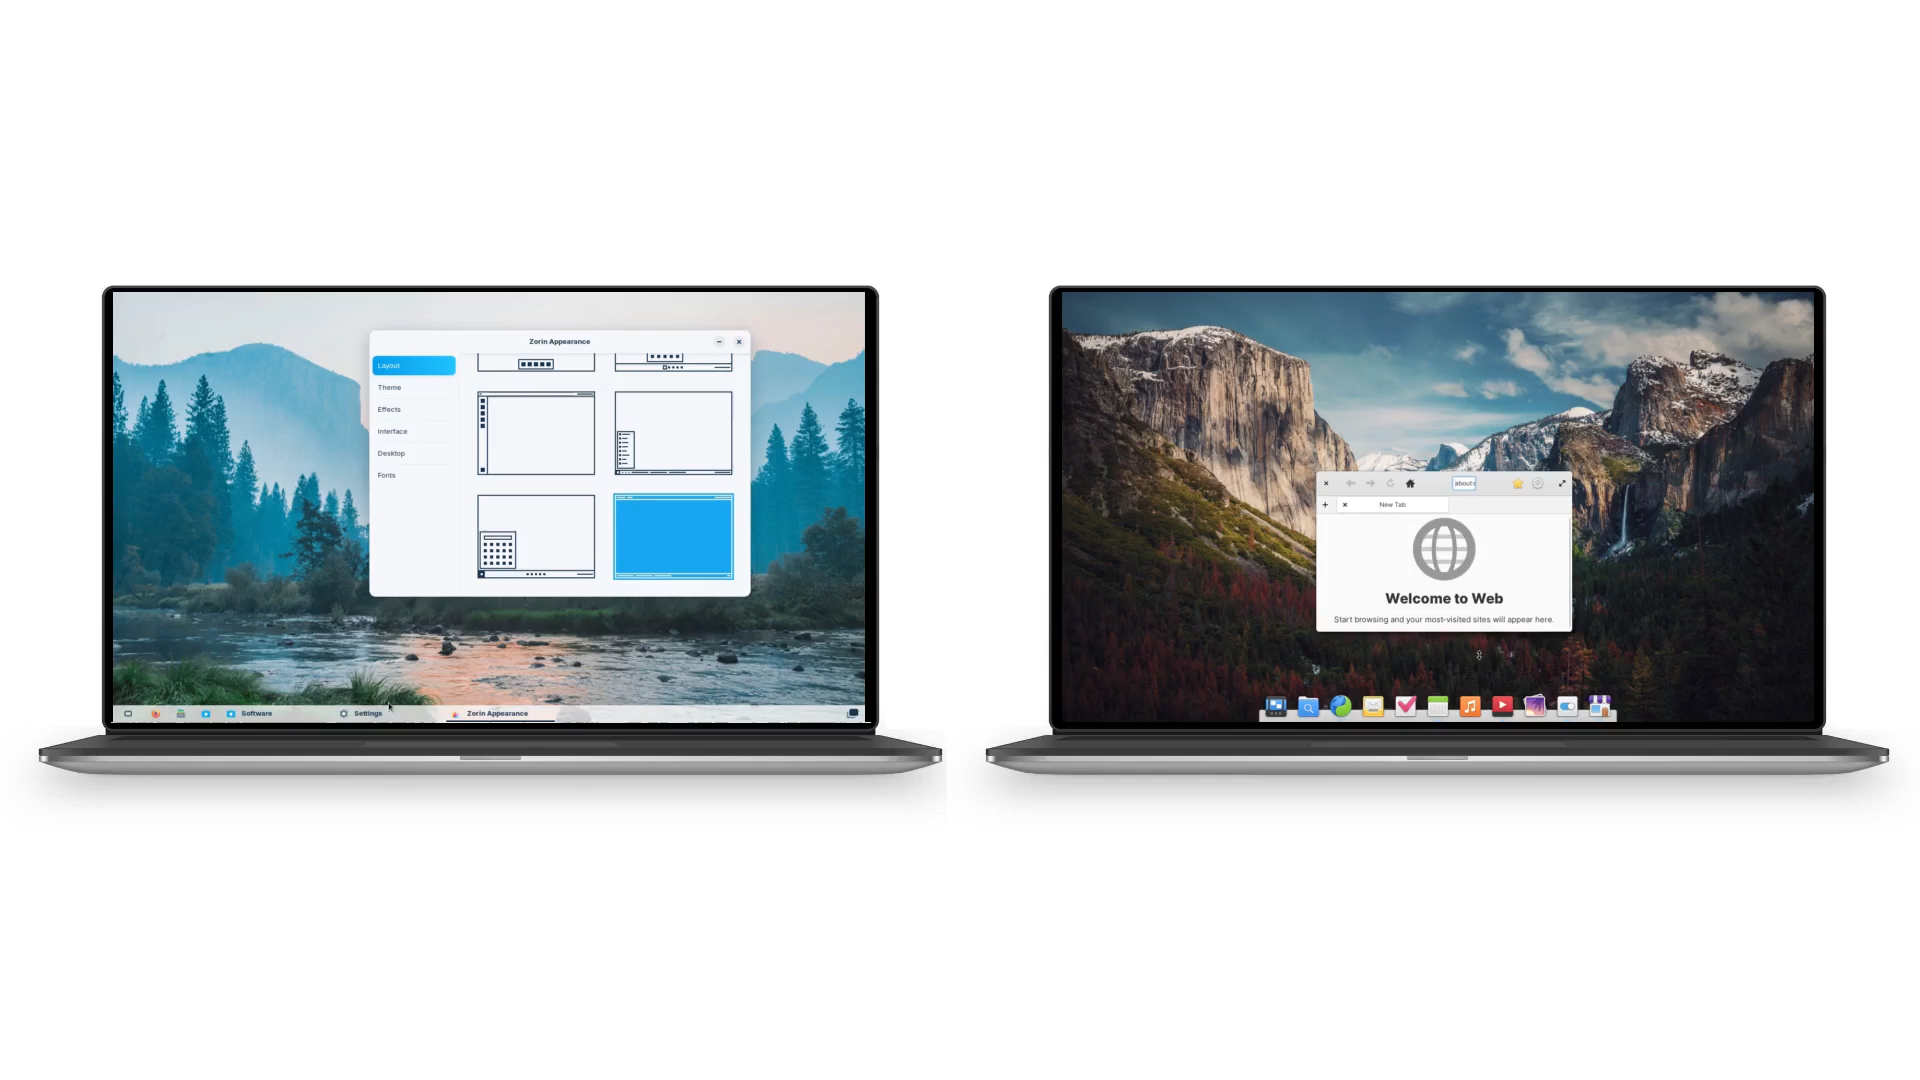 Zorin Appearance
Layout
Theme
Effects
Interface
Desktop
Fonts
Software
Settings
Zorin Appearance
about:
New Tab
Welcome to Web
Start browsing and your most-visited sites will appear here.